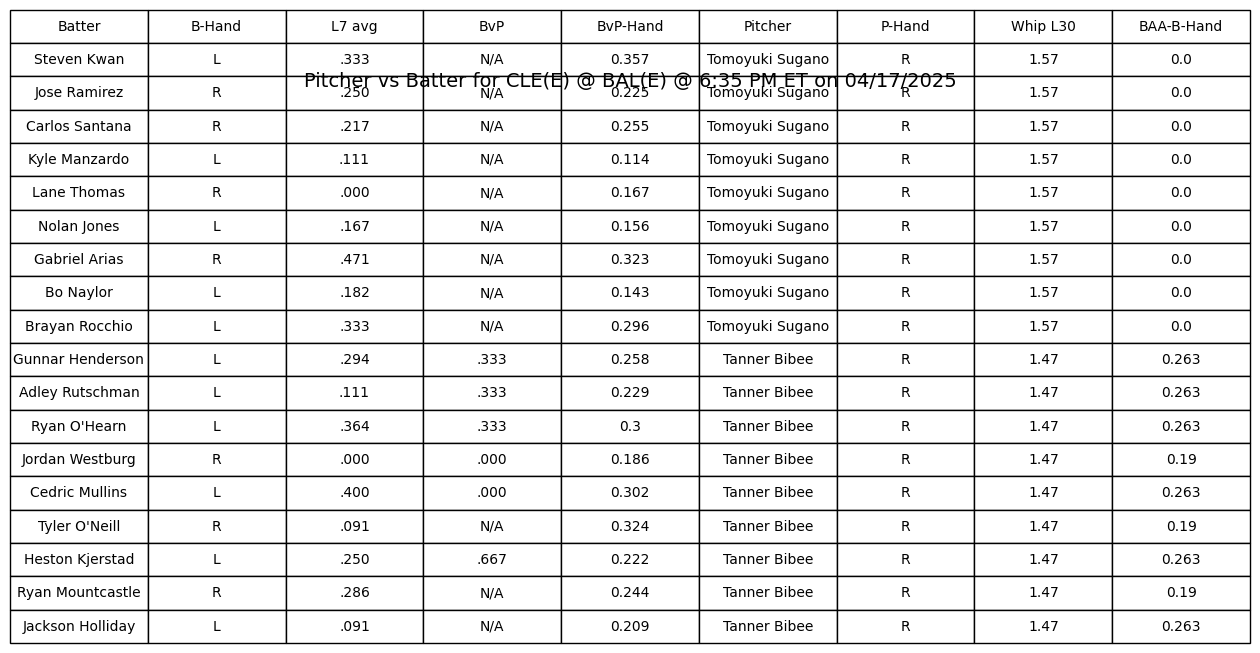 Batter B-Hand L7 avg BvP BvP-Hand Pitcher P-Hand Whip L30 BAA-B-Hand
Steven Kwan L .333 N/A 0.357 Tomoyuki Sugano R 1.57 0.0
Pitcher vs Batter for CLE(E) @ BAL(E) @ 6:35 PM ET on 04/17/2025
Jose Ramirez R .250 N/A 0.225 Tomoyuki Sugano R 1.57 0.0
Carlos Santana R .217 N/A 0.255 Tomoyuki Sugano R 1.57 0.0
Kyle Manzardo L .111 N/A 0.114 Tomoyuki Sugano R 1.57 0.0
Lane Thomas R .000 N/A 0.167 Tomoyuki Sugano R 1.57 0.0
Nolan Jones L .167 N/A 0.156 Tomoyuki Sugano R 1.57 0.0
Gabriel Arias R .471 N/A 0.323 Tomoyuki Sugano R 1.57 0.0
Bo Naylor L .182 N/A 0.143 Tomoyuki Sugano R 1.57 0.0
Brayan Rocchio L .333 N/A 0.296 Tomoyuki Sugano R 1.57 0.0
Gunnar Henderson L .294 .333 0.258 Tanner Bibee R 1.47 0.263
Adley Rutschman L .111 .333 0.229 Tanner Bibee R 1.47 0.263
Ryan O'Hearn L .364 .333 0.3 Tanner Bibee R 1.47 0.263
Jordan Westburg R .000 .000 0.186 Tanner Bibee R 1.47 0.19
Cedric Mullins L .400 .000 0.302 Tanner Bibee R 1.47 0.263
Tyler O'Neill R .091 N/A 0.324 Tanner Bibee R 1.47 0.19
Heston Kjerstad L .250 .667 0.222 Tanner Bibee R 1.47 0.263
Ryan Mountcastle R .286 N/A 0.244 Tanner Bibee R 1.47 0.19
Jackson Holliday L .091 N/A 0.209 Tanner Bibee R 1.47 0.263